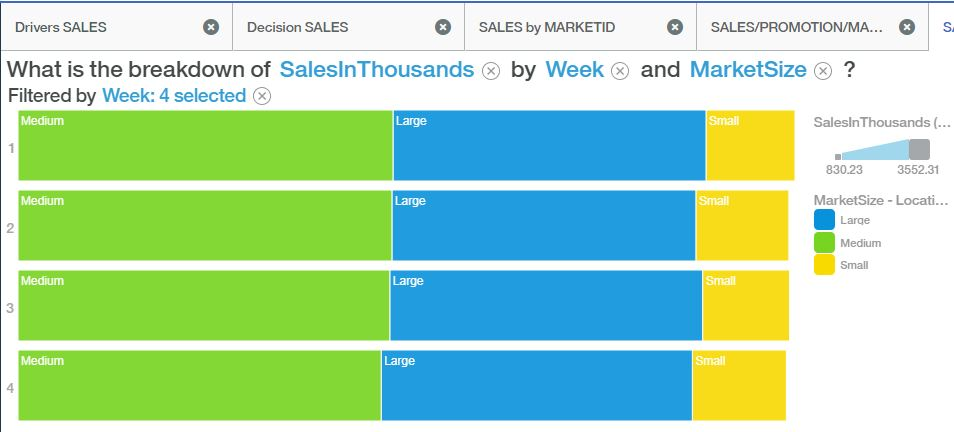 Drivers SALES
Decision SALES
SALES by MARKETID
SALES/PROMOTION/MA...
SA
What is the breakdown of SalesInThousands by Week and MarketSize ?
Filtered by Week: 4 selected
1
Medium
Large
Small
2
Medium
Large
Small
3
Medium
Large
Small
4
Medium
Large
Small
SalesInThousands (...
830.23 3552.31
MarketSize - Locati...
Large
Medium
Small